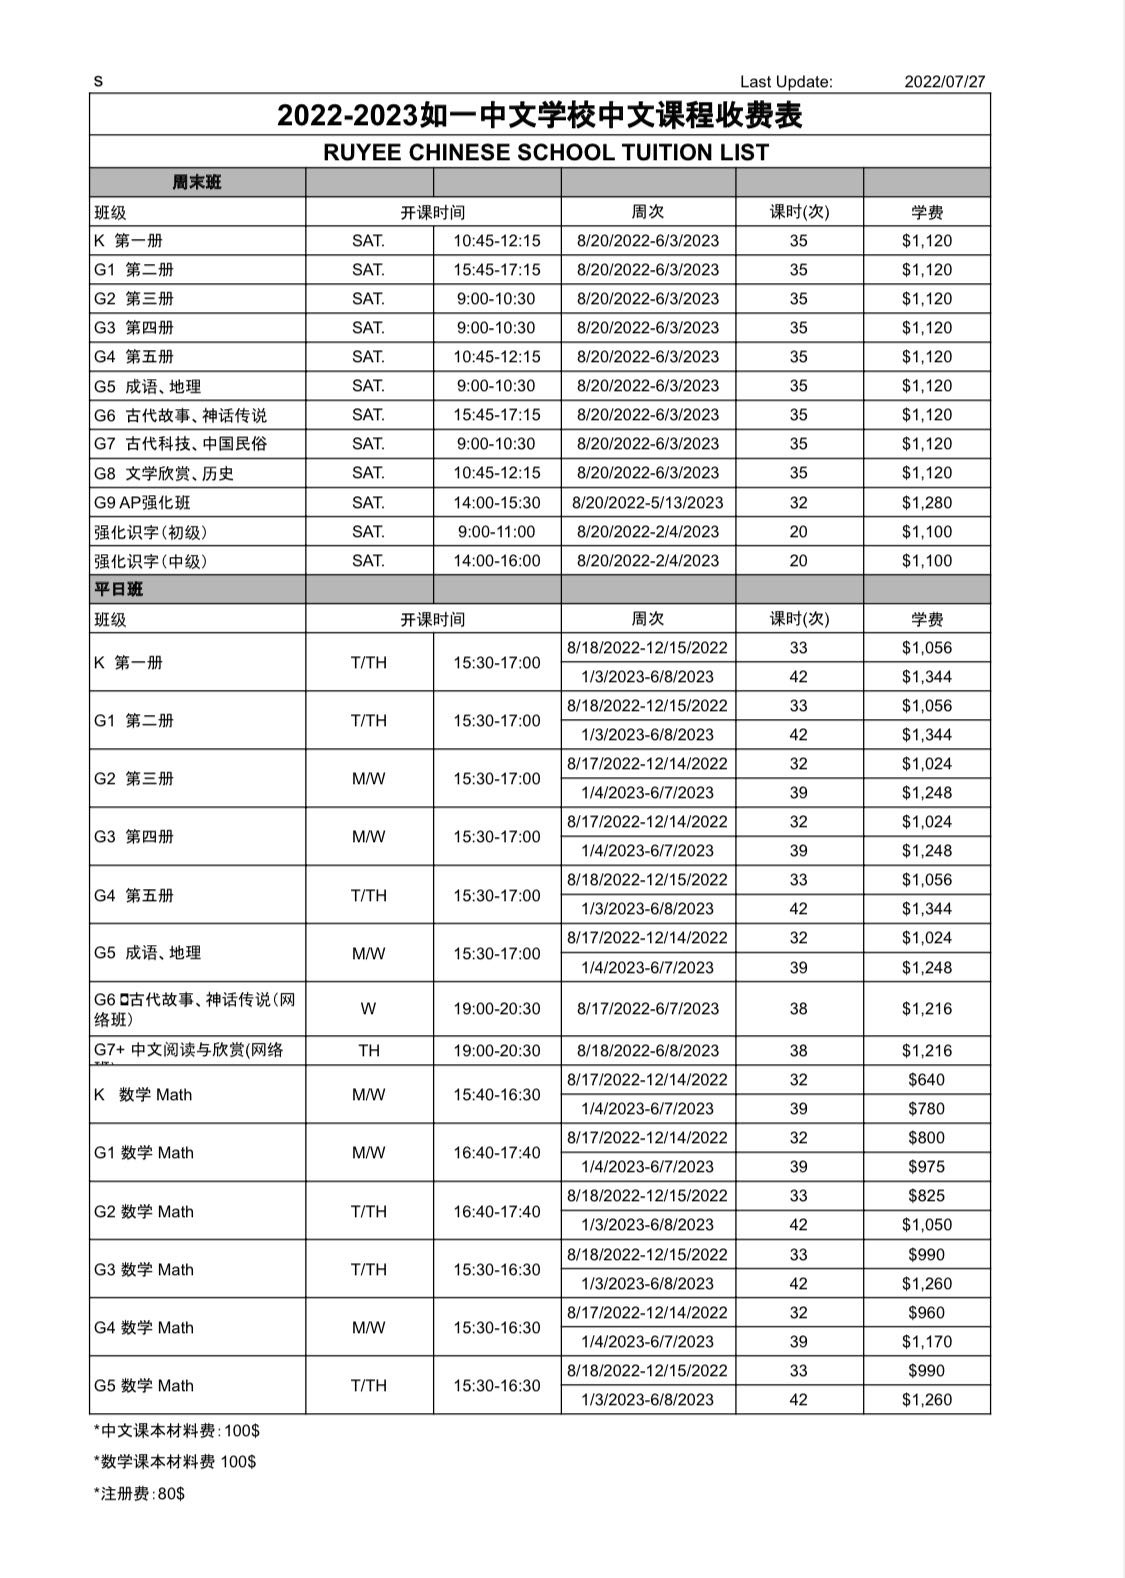 S Last Update: 2022/07/27
2022-2023如一中文学校中文课程收费表
RUYEE CHINESE SCHOOL TUITION LIST
周末班
班级 开课时间 周次 课时(次) 学费
K 第一册 SAT. 10:45-12:15 8/20/2022-6/3/2023 35 $1,120
G1 第二册 SAT. 15:45-17:15 8/20/2022-6/3/2023 35 $1,120
G2 第三册 SAT. 9:00-10:30 8/20/2022-6/3/2023 35 $1,120
G3 第四册 SAT. 9:00-10:30 8/20/2022-6/3/2023 35 $1,120
G4 第五册 SAT. 10:45-12:15 8/20/2022-6/3/2023 35 $1,120
G5 成语、地理 SAT. 9:00-10:30 8/20/2022-6/3/2023 35 $1,120
G6 古代故事、神话传说 SAT. 15:45-17:15 8/20/2022-6/3/2023 35 $1,120
G7 古代科技、中国民俗 SAT. 9:00-10:30 8/20/2022-6/3/2023 35 $1,120
G8 文学欣赏、历史 SAT. 10:45-12:15 8/20/2022-6/3/2023 35 $1,120
G9 AP强化班 SAT. 14:00-15:30 8/20/2022-5/13/2023 32 $1,280
强化识字（初级） SAT. 9:00-11:00 8/20/2022-2/4/2023 20 $1,100
强化识字（中级） SAT. 14:00-16:00 8/20/2022-2/4/2023 20 $1,100
平日班
班级 开课时间 周次 课时(次) 学费
K 第一册 T/TH 15:30-17:00 8/18/2022-12/15/2022 33 $1,056
1/3/2023-6/8/2023 42 $1,344
G1 第二册 T/TH 15:30-17:00 8/18/2022-12/15/2022 33 $1,056
1/3/2023-6/8/2023 42 $1,344
G2 第三册 M/W 15:30-17:00 8/17/2022-12/14/2022 32 $1,024
1/4/2023-6/7/2023 39 $1,248
G3 第四册 M/W 15:30-17:00 8/17/2022-12/14/2022 32 $1,024
1/4/2023-6/7/2023 39 $1,248
G4 第五册 T/TH 15:30-17:00 8/18/2022-12/15/2022 33 $1,056
1/3/2023-6/8/2023 42 $1,344
G5 成语、地理 M/W 15:30-17:00 8/17/2022-12/14/2022 32 $1,024
1/4/2023-6/7/2023 39 $1,248
G6 古代故事、神话传说（网
络班） W 19:00-20:30 8/17/2022-6/7/2023 38 $1,216
G7+ 中文阅读与欣赏(网络 TH 19:00-20:30 8/18/2022-6/8/2023 38 $1,216
K 数学 Math M/W 15:40-16:30 8/17/2022-12/14/2022 32 $640
1/4/2023-6/7/2023 39 $780
G1 数学 Math M/W 16:40-17:40 8/17/2022-12/14/2022 32 $800
1/4/2023-6/7/2023 39 $975
G2 数学 Math T/TH 16:40-17:40 8/18/2022-12/15/2022 33 $825
1/3/2023-6/8/2023 42 $1,050
G3 数学 Math T/TH 15:30-16:30 8/18/2022-12/15/2022 33 $990
1/3/2023-6/8/2023 42 $1,260
G4 数学 Math M/W 15:30-16:30 8/17/2022-12/14/2022 32 $960
1/4/2023-6/7/2023 39 $1,170
G5 数学 Math T/TH 15:30-16:30 8/18/2022-12/15/2022 33 $990
1/3/2023-6/8/2023 42 $1,260
*中文课本材料费：100$
*数学课本材料费 100$
*注册费：80$